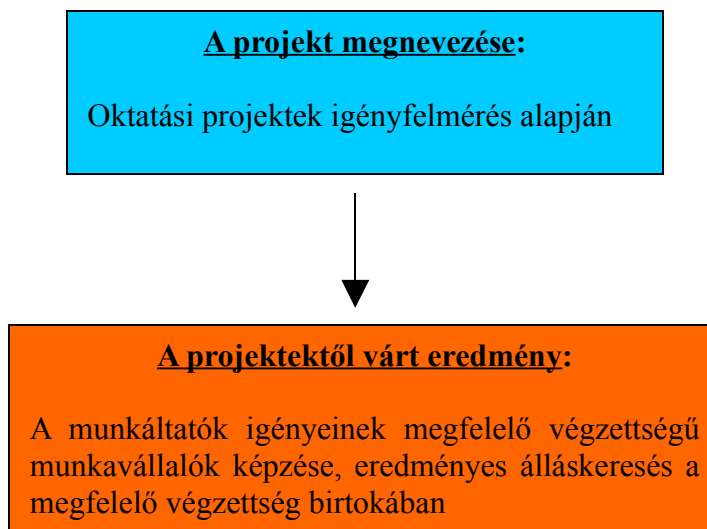 A projekt megnevezése:
Oktatási projektek igényfelmérés alapján
A projektektől várt eredmény:
A munkáltatók igényeinek megfelelő végzettségű
munkavállalók képzése, eredményes álláskeresés a
megfelelő végzettség birtokában